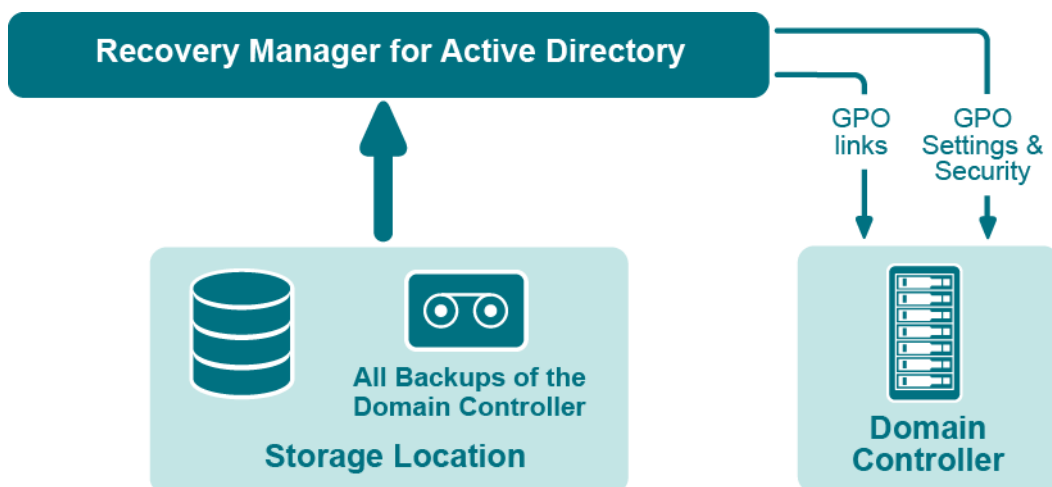 Recovery Manager for Active Directory
GPO
links
GPO
Settings &
Security
All Backups of the
Domain Controller
Storage Location
Domain
Controller